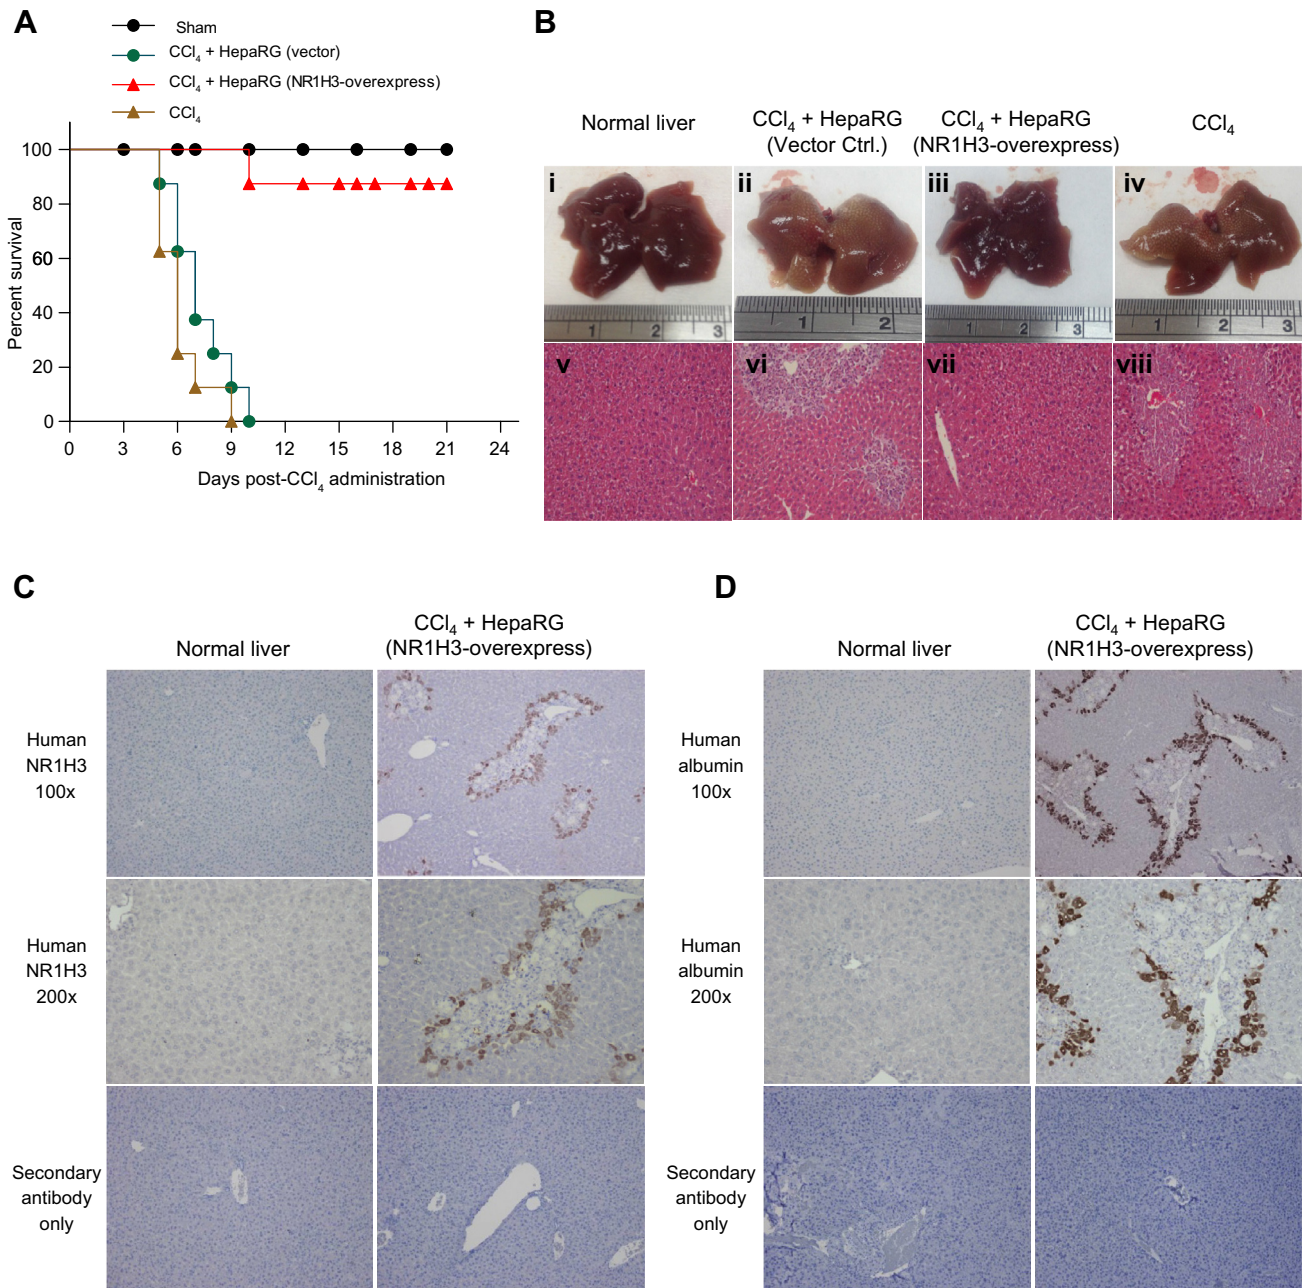 A
Sham
CCl₄ + HepaRG (vector)
CCl₄ + HepaRG (NR1H3-overexpress)
CCl₄
Percent survival
100
80
60
40
20
0
0 3 6 9 12 15 18 21 24
Days post-CCl₄ administration
B
Normal liver
CCl₄ + HepaRG
(Vector Ctrl.)
CCl₄ + HepaRG
(NR1H3-overexpress)
CCl₄
i ii iii iv
1 2 3
1 2
1 2 3
1 2 3
v vi vii viii
C
Normal liver
CCl₄ + HepaRG
(NR1H3-overexpress)
Human
NR1H3
100x
Human
NR1H3
200x
Secondary
antibody
only
D
Normal liver
CCl₄ + HepaRG
(NR1H3-overexpress)
Human
albumin
100x
Human
albumin
200x
Secondary
antibody
only